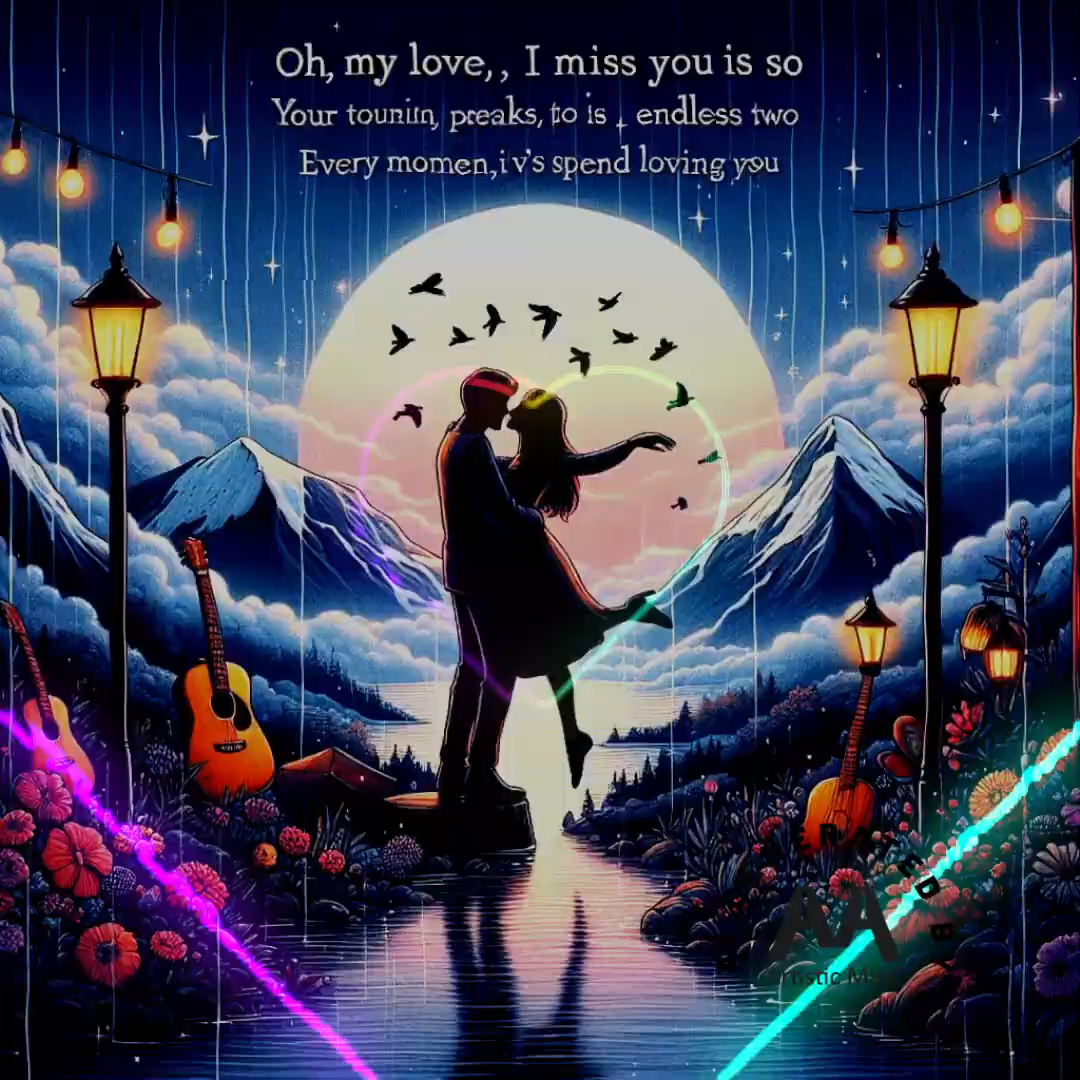 Oh, my love,, I miss you is so
Your tounin, preaks, to is , endless two
Every momen,i v's spend loving you
AA